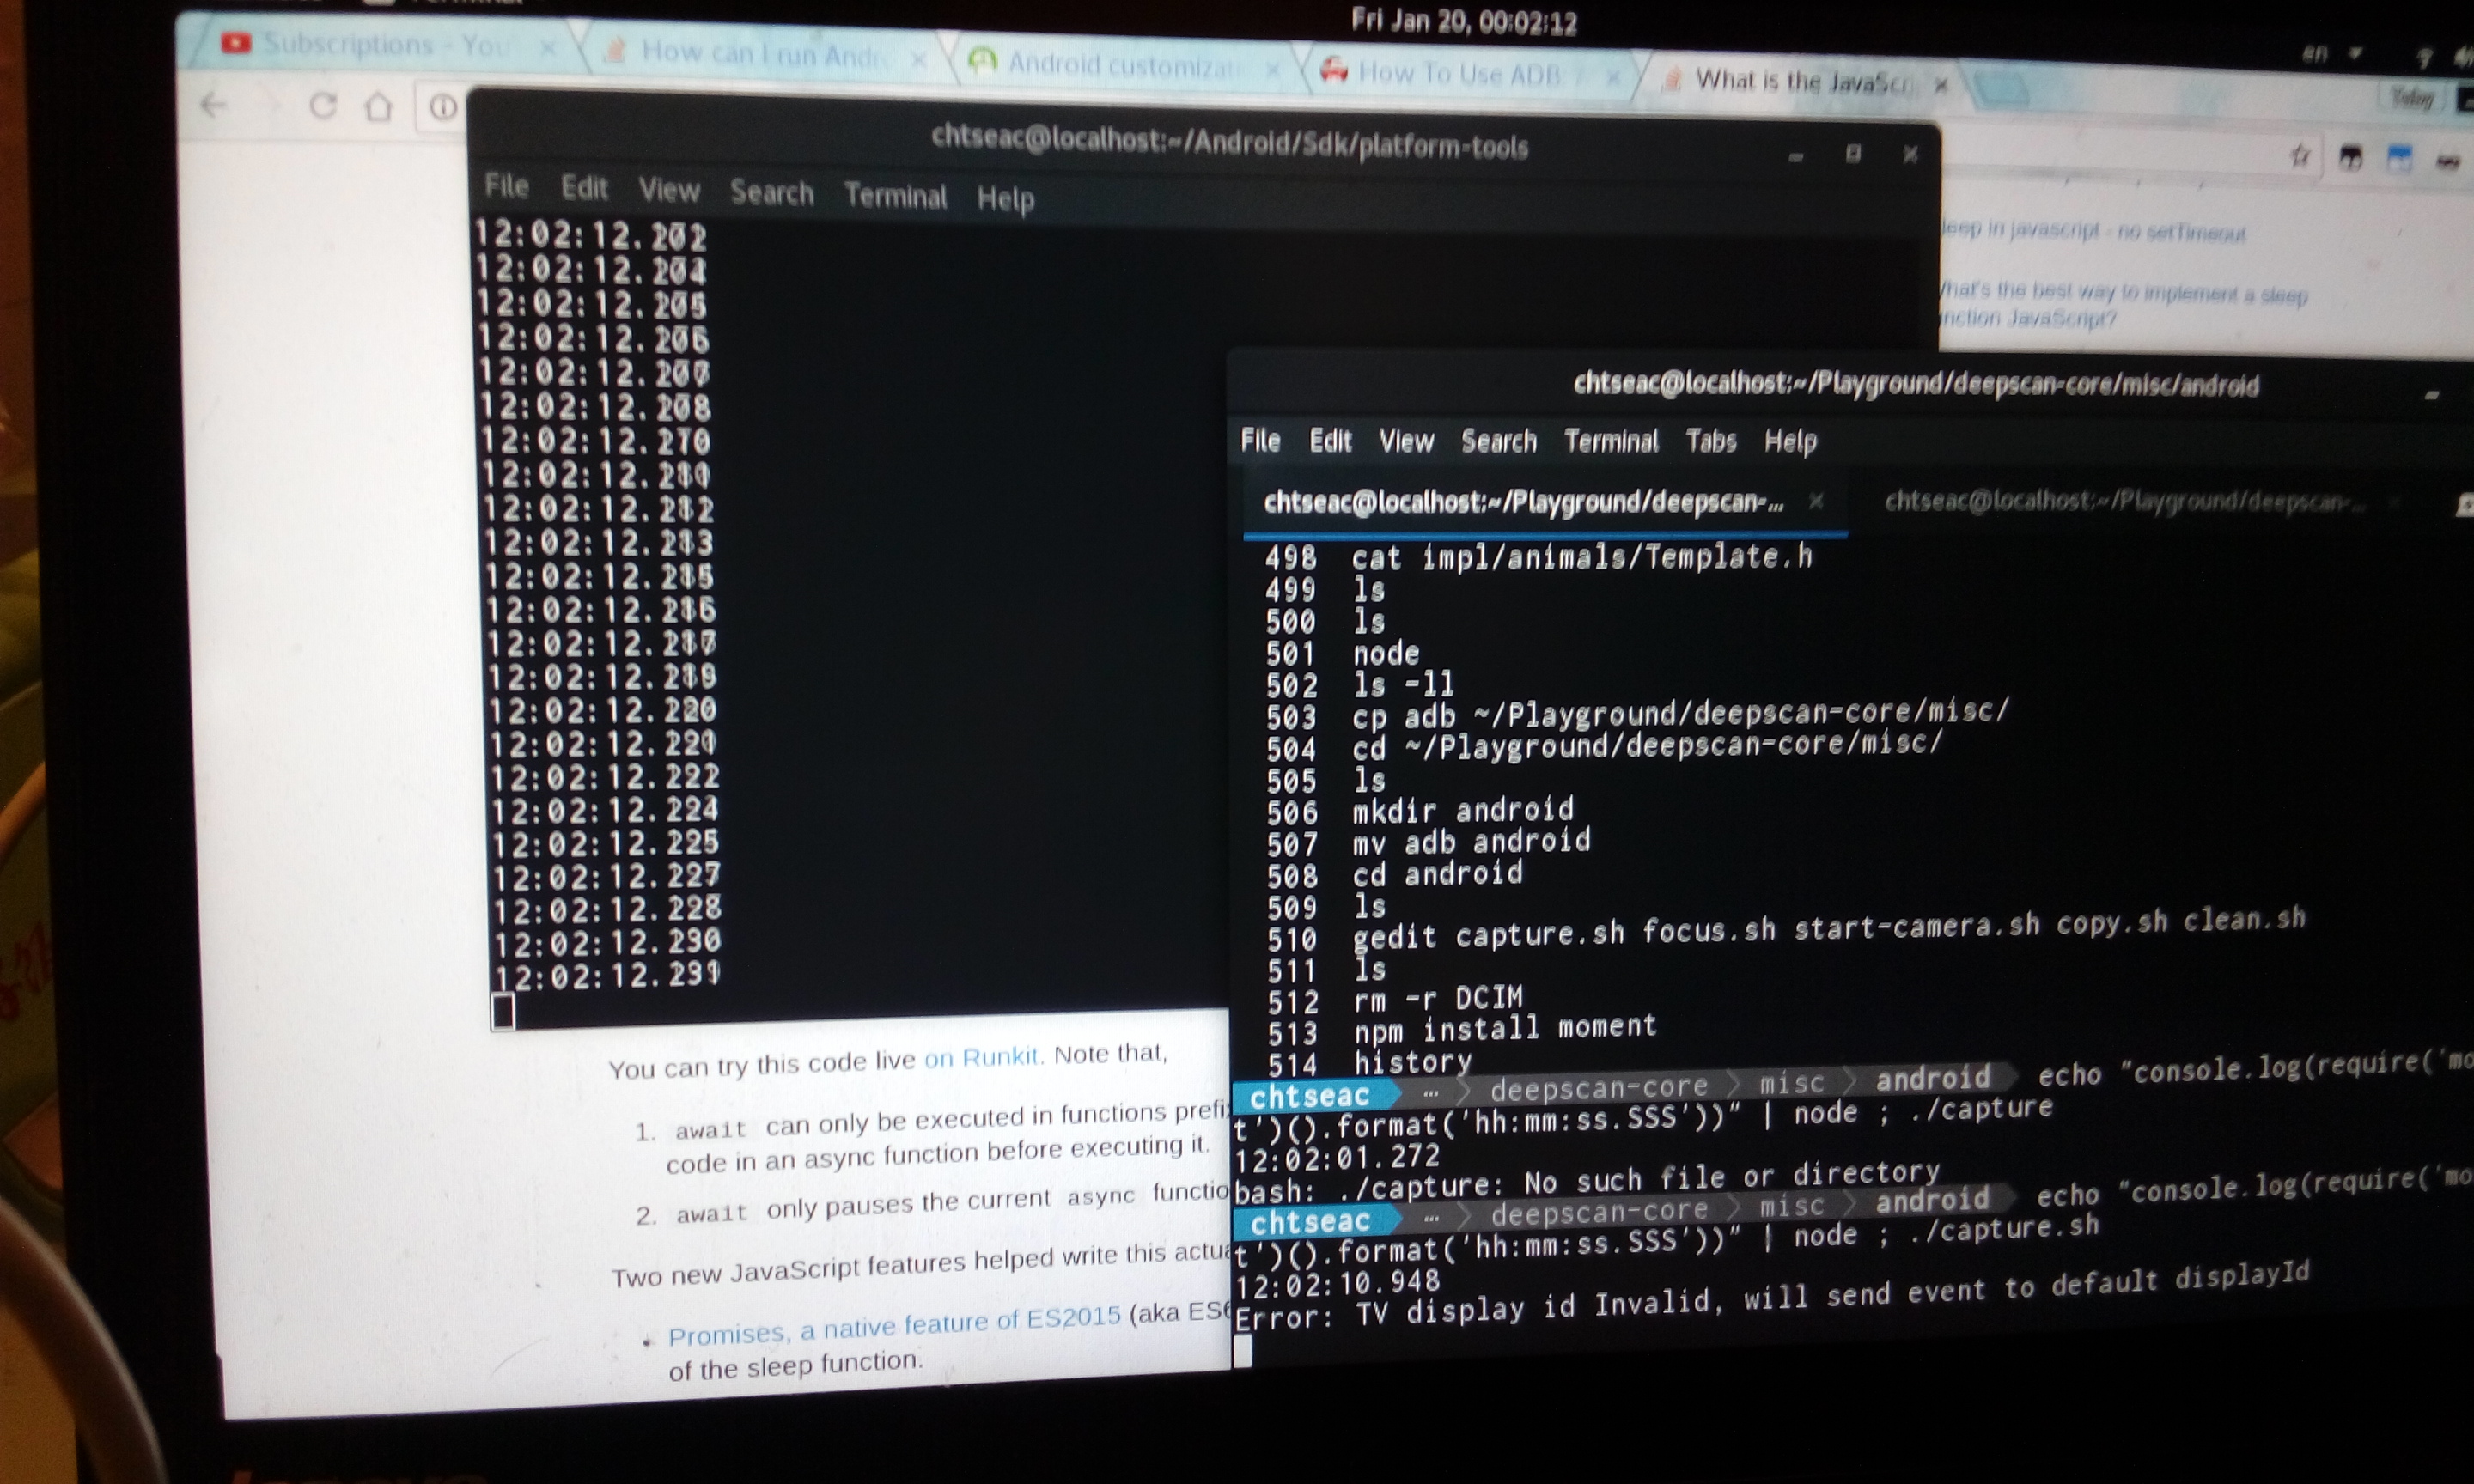 Fri Jan 20, 00:02:12
en
Subscriptions - You
How can I run Andr
Android customizat
How To Use ADB
What is the JavaScr
chtseac@localhost:~/Android/Sdk/platform-tools
File Edit View Search Terminal Help
12:02:12.202
12:02:12.204
12:02:12.205
12:02:12.206
12:02:12.207
12:02:12.208
12:02:12.270
12:02:12.212
12:02:12.213
12:02:12.215
12:02:12.216
12:02:12.217
12:02:12.219
12:02:12.220
12:02:12.222
12:02:12.224
12:02:12.225
12:02:12.227
12:02:12.228
12:02:12.230
12:02:12.231
leep in javascript - no setTimeout
hat's the best way to implement a sleep
nction JavaScript?
You can try this code live on Runkit. Note that,
1. await can only be executed in functions prefi
code in an async function before executing it.
2. await only pauses the current async functio
Two new JavaScript features helped write this actua
• Promises, a native feature of ES2015 (aka ES6
of the sleep function.
chtseac@localhost:~/Playground/deepscan-core/misc/android
File Edit View Search Terminal Tabs Help
chtseac@localhost:~/Playground/deepscan-...
chtseac@localhost:~/Playground/deepscan-...
498 cat impl/animals/Template.h
499 ls
500 ls
501 node
502 ls -ll
503 cp adb ~/Playground/deepscan-core/misc/
504 cd ~/Playground/deepscan-core/misc/
505 ls
506 mkdir android
507 mv adb android
508 cd android
509 ls
510 gedit capture.sh focus.sh start-camera.sh copy.sh clean.sh
511 ls
512 rm -r DCIM
513 npm install moment
514 history
chtseac ... deepscan-core misc android echo "console.log(require('mo
t')().format('hh:mm:ss.SSS'))" | node ; ./capture
12:02:01.272
bash: ./capture: No such file or directory
chtseac ... deepscan-core misc android echo "console.log(require('mo
t')().format('hh:mm:ss.SSS'))" | node ; ./capture.sh
12:02:10.948
Error: TV display id Invalid, will send event to default displayId